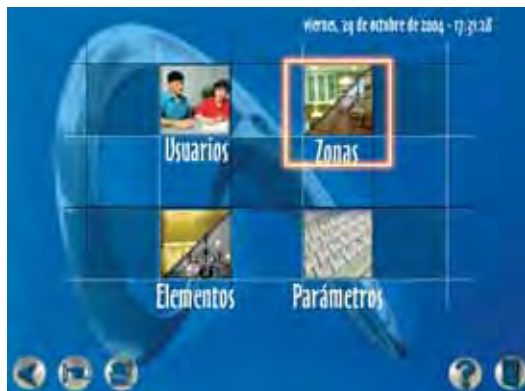 viernes, 29 de octubre de 2004 - 17:31:28
Usuarios
Zonas
Elementos
Parámetros
?